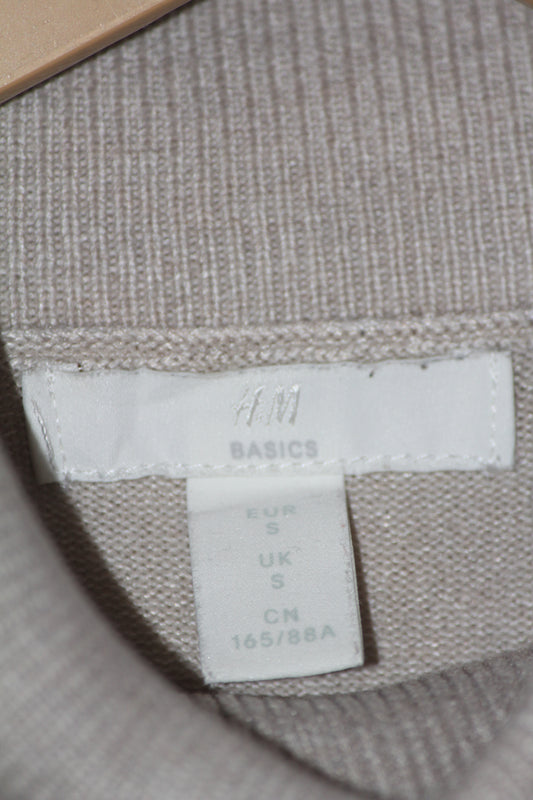 H&M
BASICS
EUR
S
UK
S
CN
165/88A